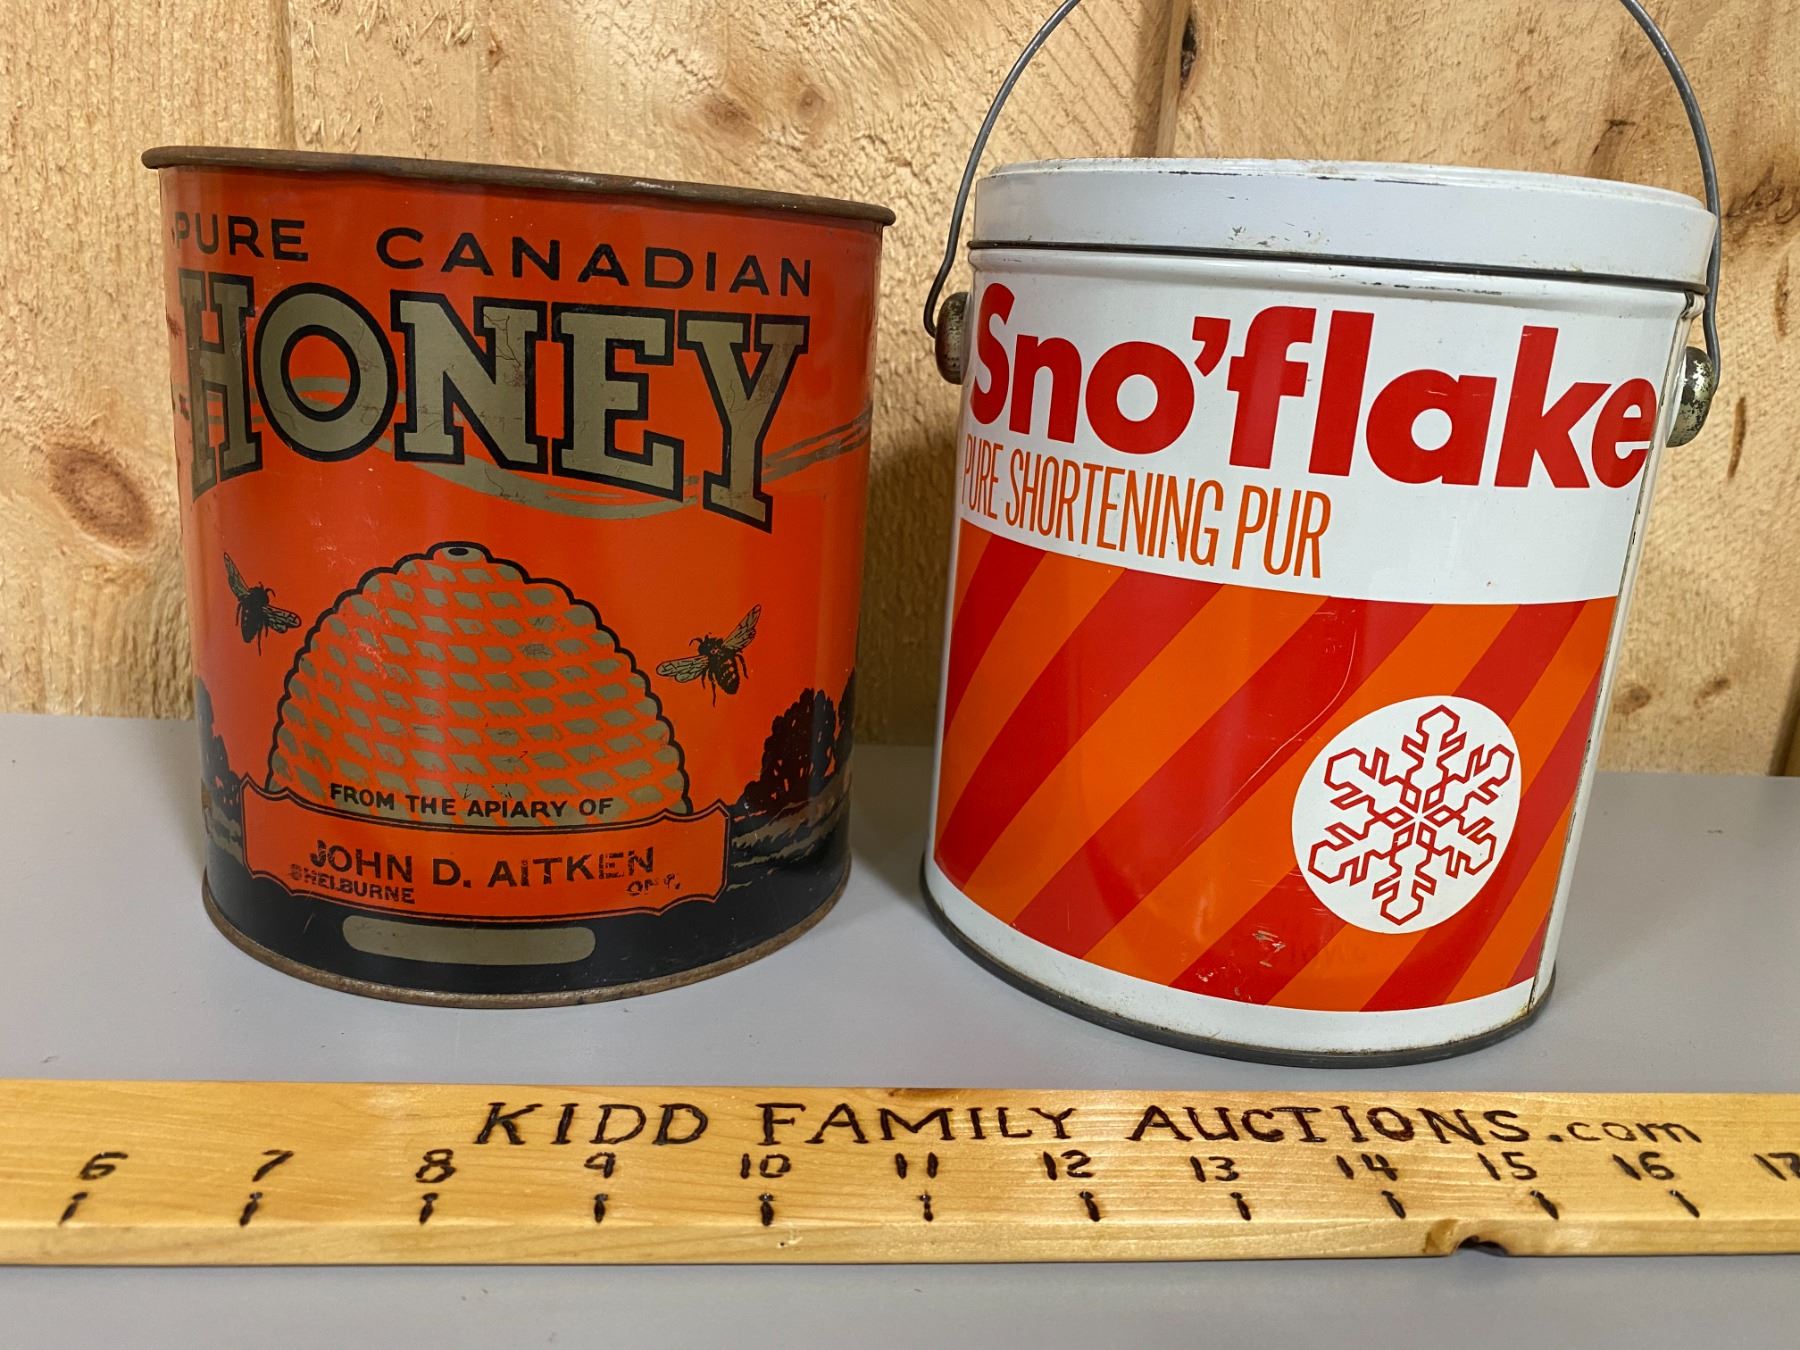 PURE CANADIAN
HONEY
FROM THE APIARY OF
JOHN D. AITKEN
SHELBURNE ONT.
Sno'flake
PURE SHORTENING PUR
KIDD FAMILY AUCTIONS.com
6 7 8 9 10 11 12 13 14 15 16 17